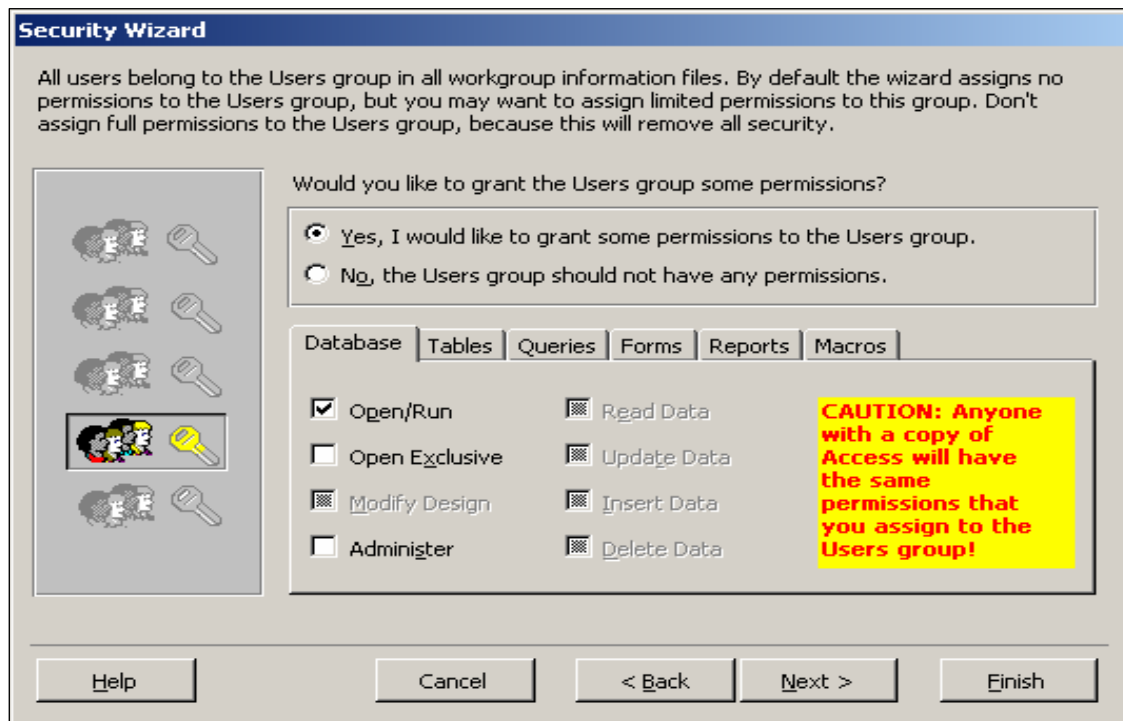 Security Wizard
All users belong to the Users group in all workgroup information files. By default the wizard assigns no
permissions to the Users group, but you may want to assign limited permissions to this group. Don't
assign full permissions to the Users group, because this will remove all security.
Would you like to grant the Users group some permissions?
Yes, I would like to grant some permissions to the Users group.
No, the Users group should not have any permissions.
Database Tables Queries Forms Reports Macros
Open/Run Read Data
Open Exclusive Update Data
Modify Design Insert Data
Administer Delete Data
CAUTION: Anyone
with a copy of
Access will have
the same
permissions that
you assign to the
Users group!
Help Cancel < Back Next > Finish